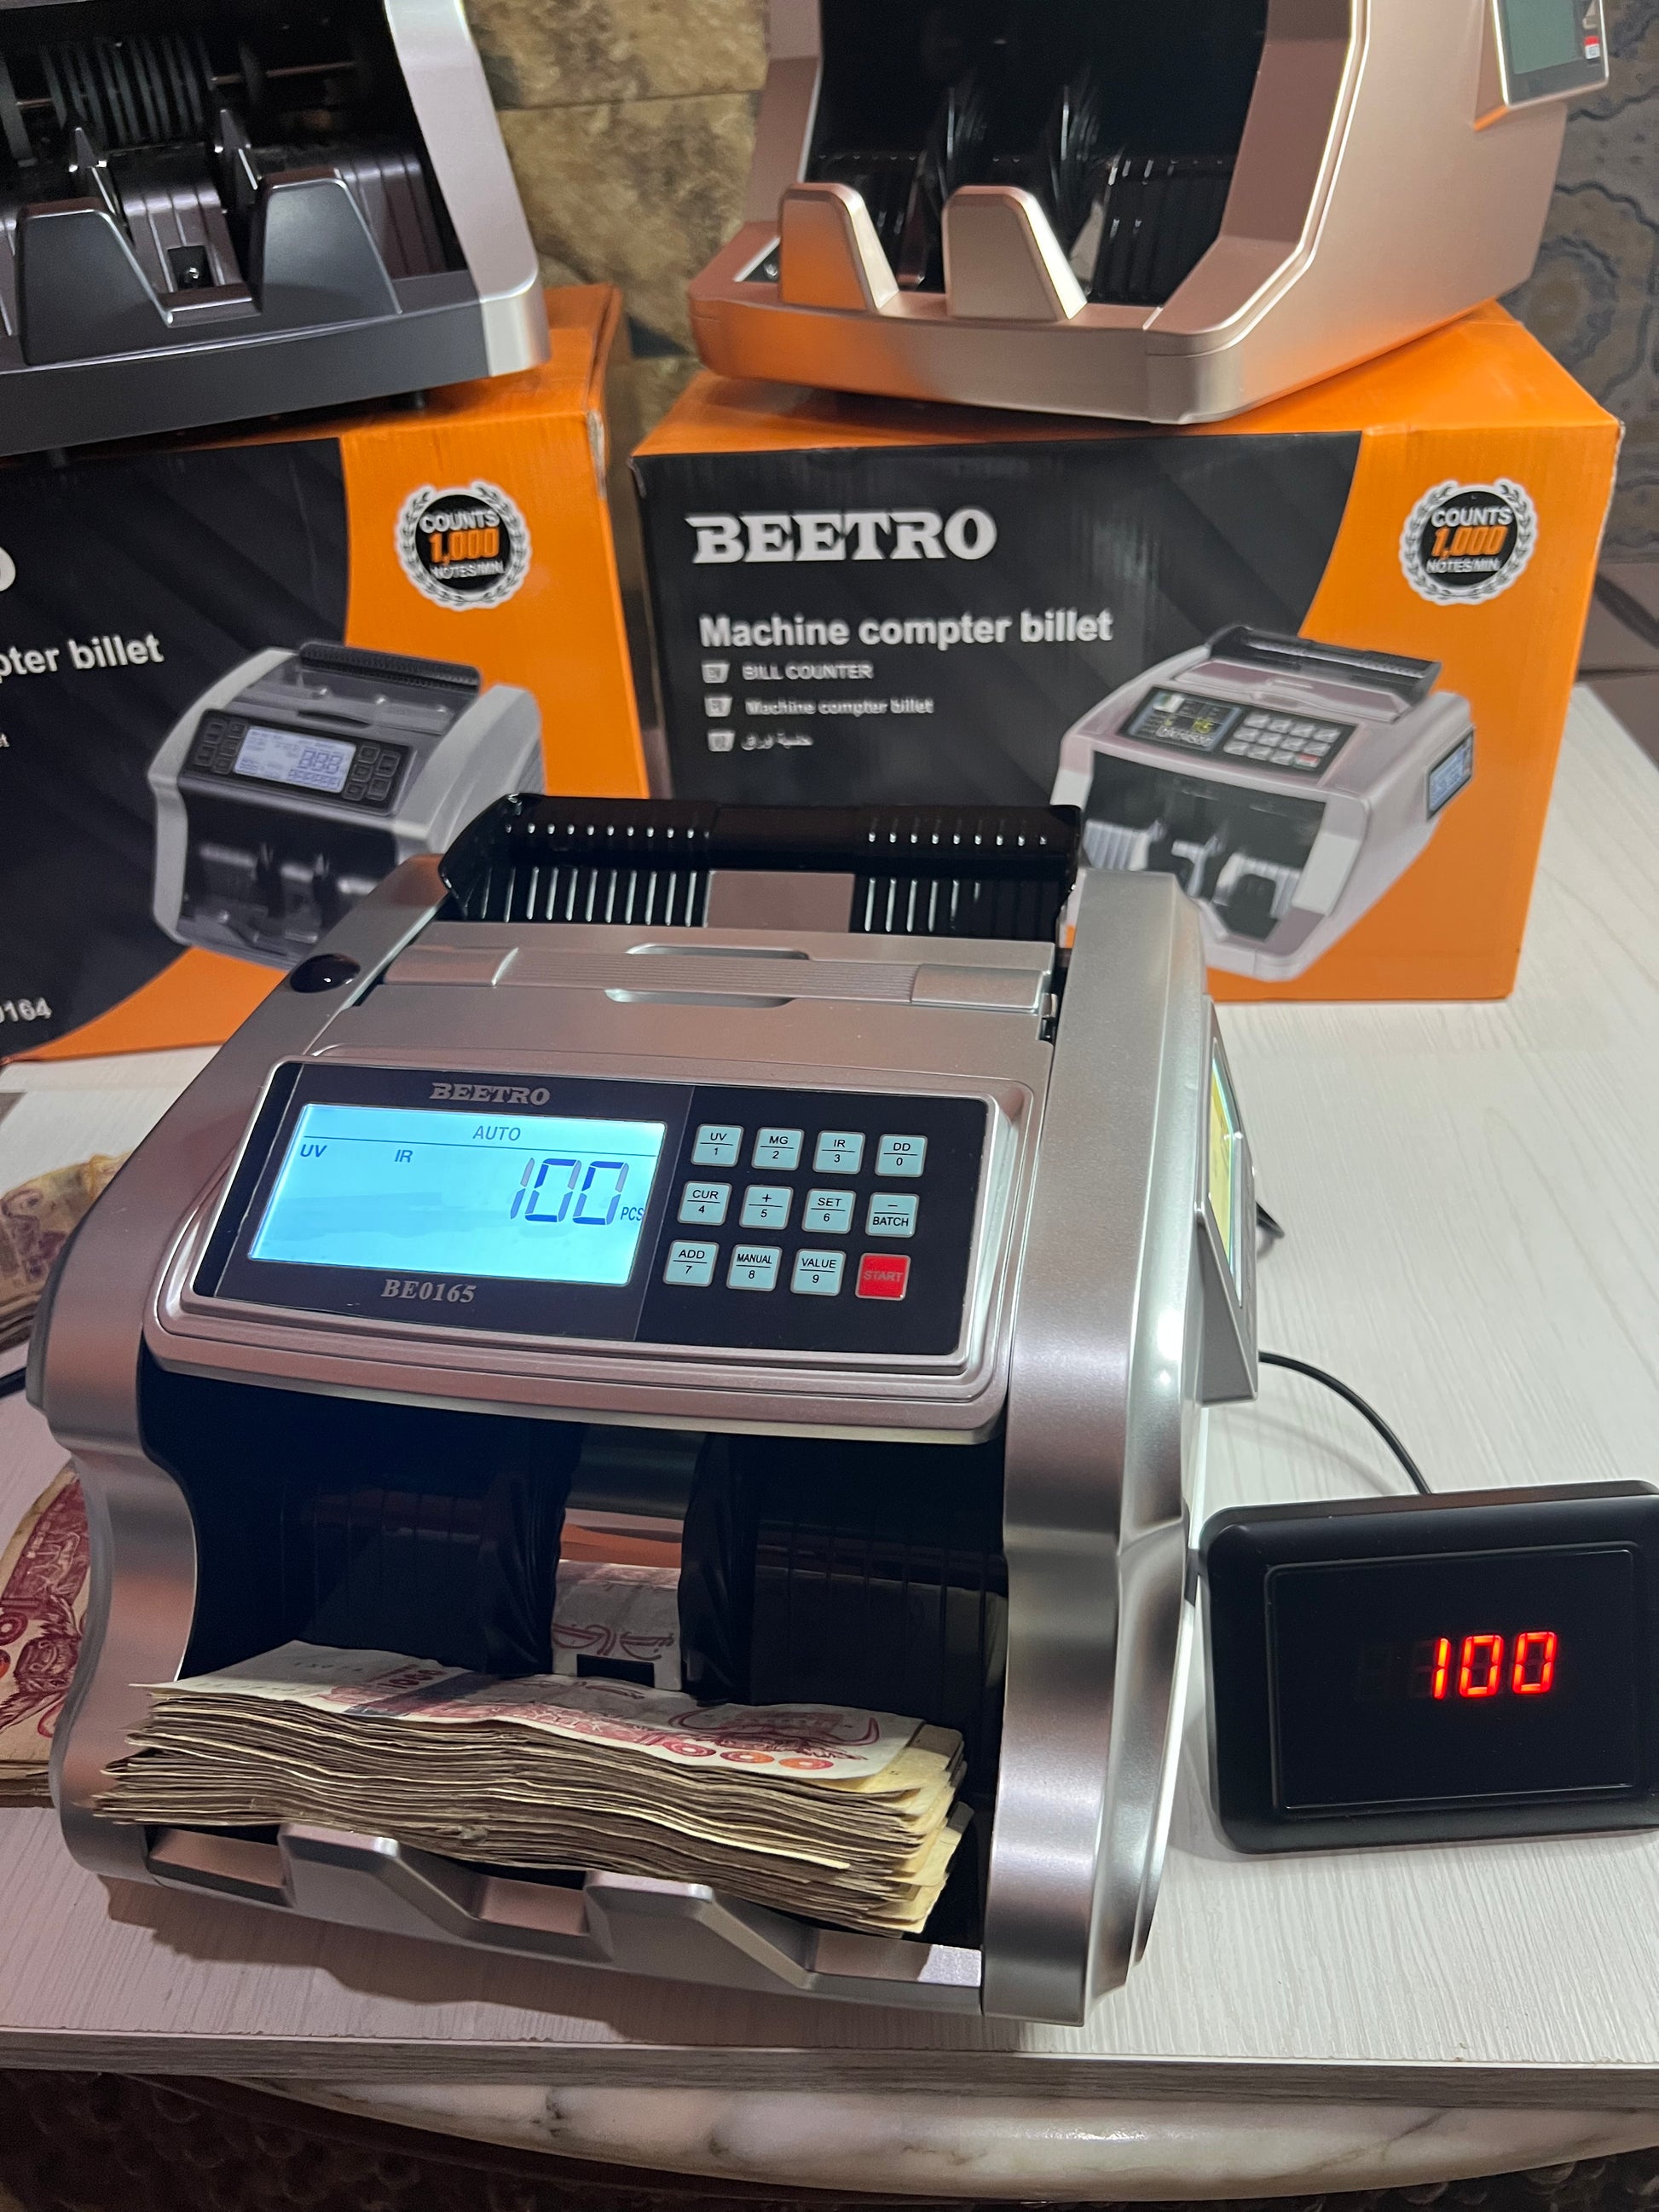 COUNTS
1,000
NOTES/MIN.
pter billet
0164
COUNTS
1,000
NOTES/MIN.
BEETRO
Machine compter billet
BILL COUNTER
Machine compter billet
BEETRO
AUTO
UV IR
100 PCS
BE0165
UV 1 MG 2 IR 3 DD 0
CUR 4 + 5 SET 6 – BATCH
ADD 7 MANUAL 8 VALUE 9 START
100